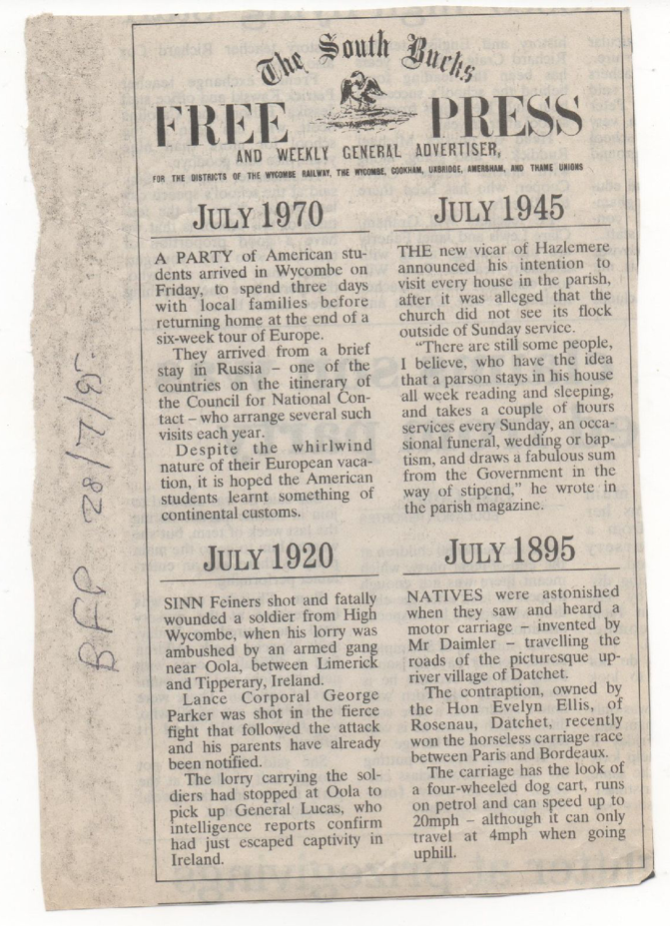 The South Bucks
FREE PRESS
AND WEEKLY GENERAL ADVERTISER,
FOR THE DISTRICTS OF THE WYCOMBE RAILWAY, THE WYCOMBE, COOKHAM, UXBRIDGE, AMERSHAM, AND THAME UNIONS
JULY 1970
A PARTY of American stu-
dents arrived in Wycombe on
Friday, to spend three days
with local families before
returning home at the end of a
six-week tour of Europe.
They arrived from a brief
stay in Russia – one of the
countries on the itinerary of
the Council for National Con-
tact – who arrange several such
visits each year.
Despite the whirlwind
nature of their European vaca-
tion, it is hoped the American
students learnt something of
continental customs.
JULY 1945
THE new vicar of Hazlemere
announced his intention to
visit every house in the parish,
after it was alleged that the
church did not see its flock
outside of Sunday service.
"There are still some people,
I believe, who have the idea
that a parson stays in his house
all week reading and sleeping,
and takes a couple of hours
services every Sunday, an occa-
sional funeral, wedding or bap-
tism, and draws a fabulous sum
from the Government in the
way of stipend," he wrote in
the parish magazine.
JULY 1920
SINN Feiners shot and fatally
wounded a soldier from High
Wycombe, when his lorry was
ambushed by an armed gang
near Oola, between Limerick
and Tipperary, Ireland.
Lance Corporal George
Parker was shot in the fierce
fight that followed the attack
and his parents have already
been notified.
The lorry carrying the sol-
diers had stopped at Oola to
pick up General Lucas, who
intelligence reports confirm
had just escaped captivity in
Ireland.
JULY 1895
NATIVES were astonished
when they saw and heard a
motor carriage – invented by
Mr Daimler – travelling the
roads of the picturesque up-
river village of Datchet.
The contraption, owned by
the Hon Evelyn Ellis, of
Rosenau, Datchet, recently
won the horseless carriage race
between Paris and Bordeaux.
The carriage has the look of
a four-wheeled dog cart, runs
on petrol and can speed up to
20mph – although it can only
travel at 4mph when going
uphill.
BFP 28/7/95